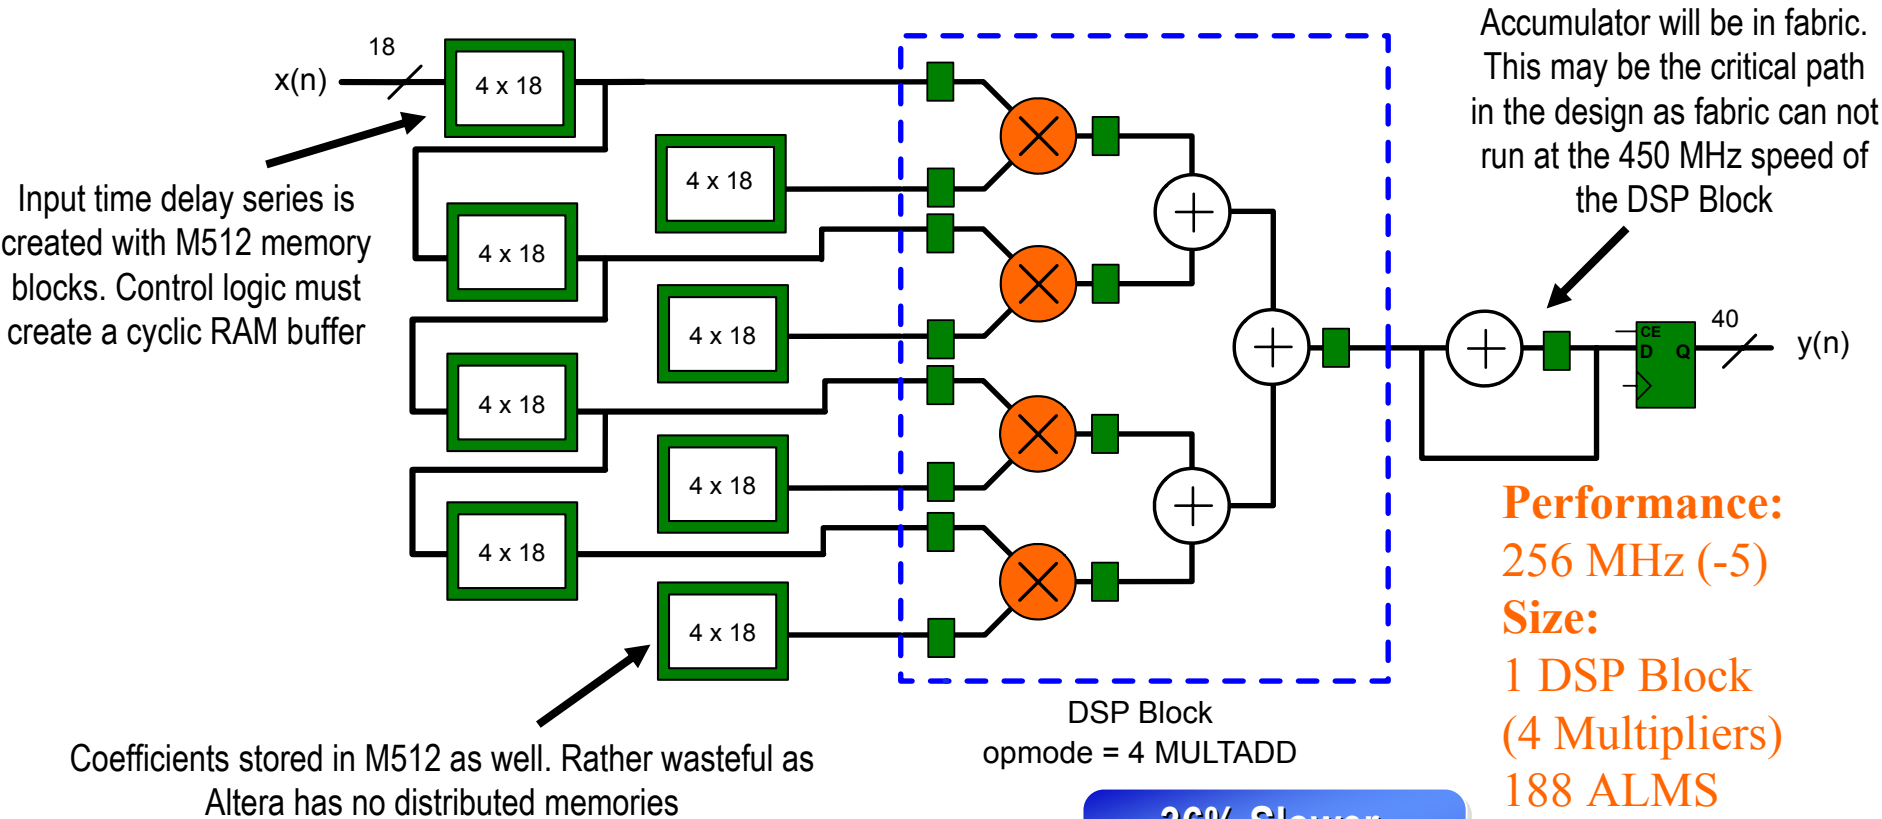 18
x(n)
4 x 18
Input time delay series is
created with M512 memory
blocks. Control logic must
create a cyclic RAM buffer
4 x 18
4 x 18
4 x 18
4 x 18
4 x 18
4 x 18
4 x 18
Coefficients stored in M512 as well. Rather wasteful as
Altera has no distributed memories
DSP Block
opmode = 4 MULTADD
Accumulator will be in fabric.
This may be the critical path
in the design as fabric can not
run at the 450 MHz speed of
the DSP Block
CE
D Q
40
y(n)
Performance:
256 MHz (-5)
Size:
1 DSP Block
(4 Multipliers)
188 ALMS
36% Slower